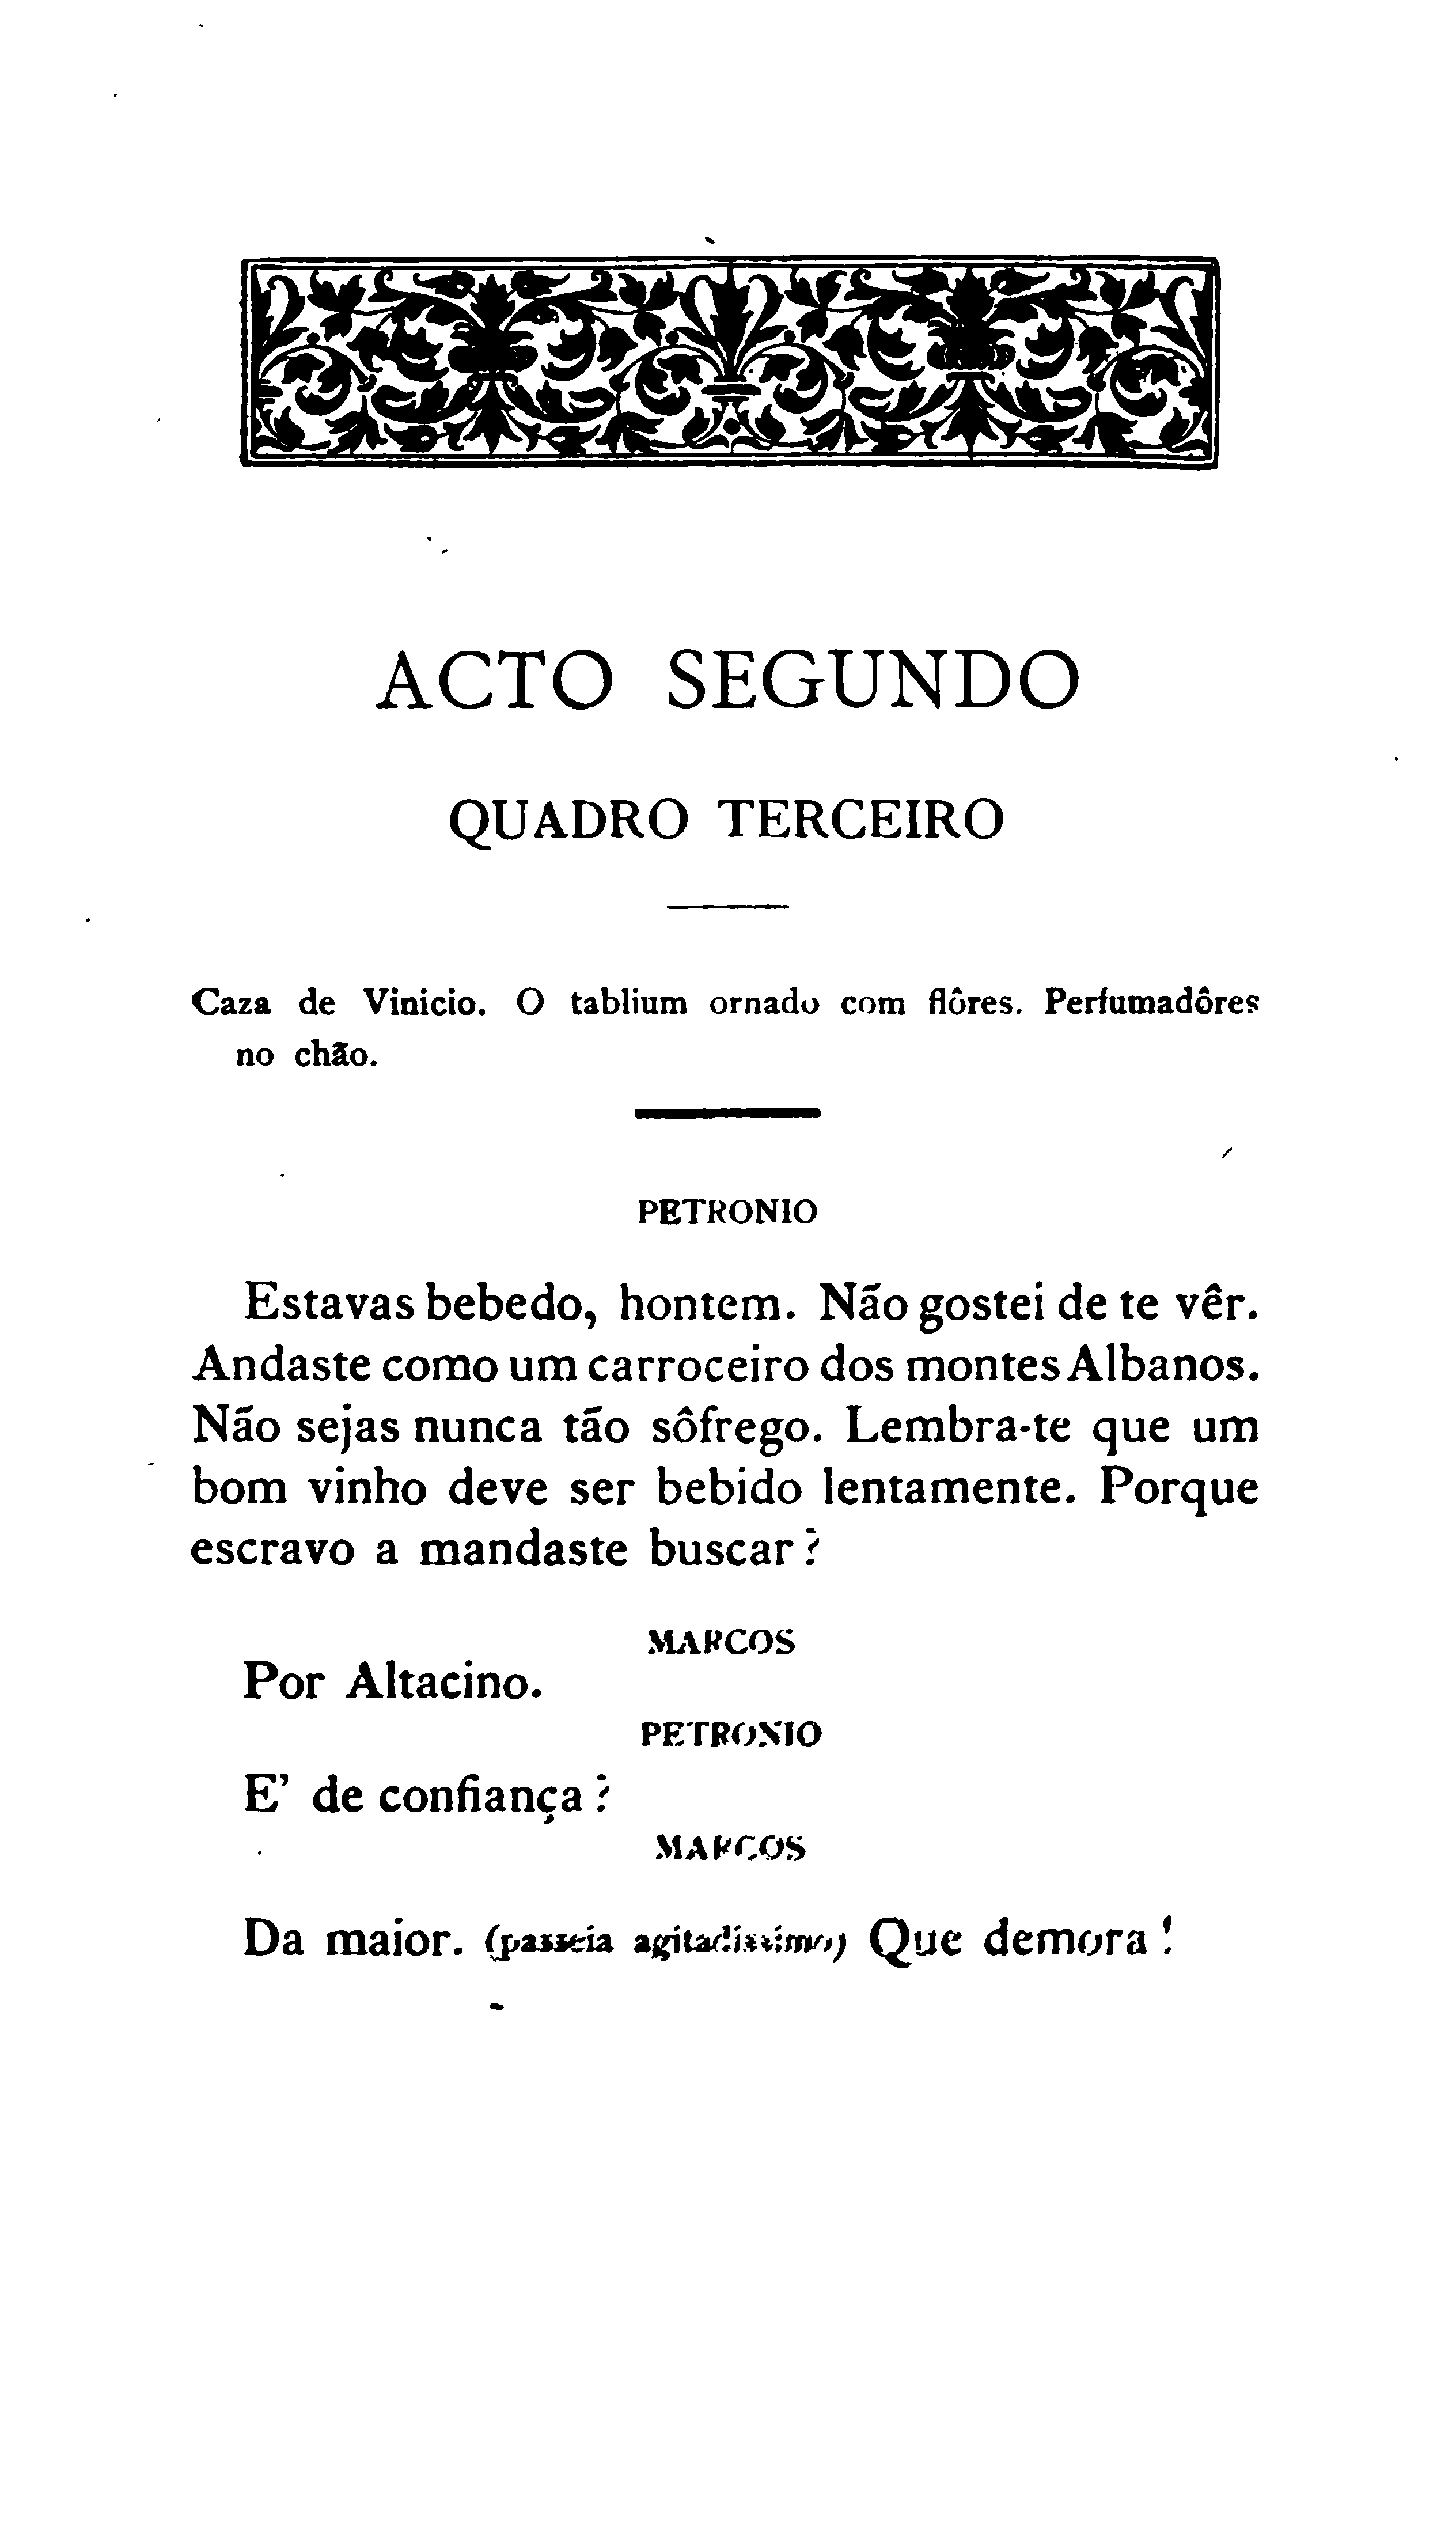 ACTO SEGUNDO
QUADRO TERCEIRO
Caza de Vinicio. O tablium ornado com flôres. Perfumadôres
no chão.
PETRONIO
Estavas bebedo, hontem. Não gostei de te vêr.
Andaste como um carroceiro dos montes Albanos.
Não sejas nunca tão sôfrego. Lembra-te que um
bom vinho deve ser bebido lentamente. Porque
escravo a mandaste buscar?
MARCOS
Por Altacino.
PETRONIO
E' de confiança?
MARCOS
Da maior. (passeia agitadissimo) Que demora!